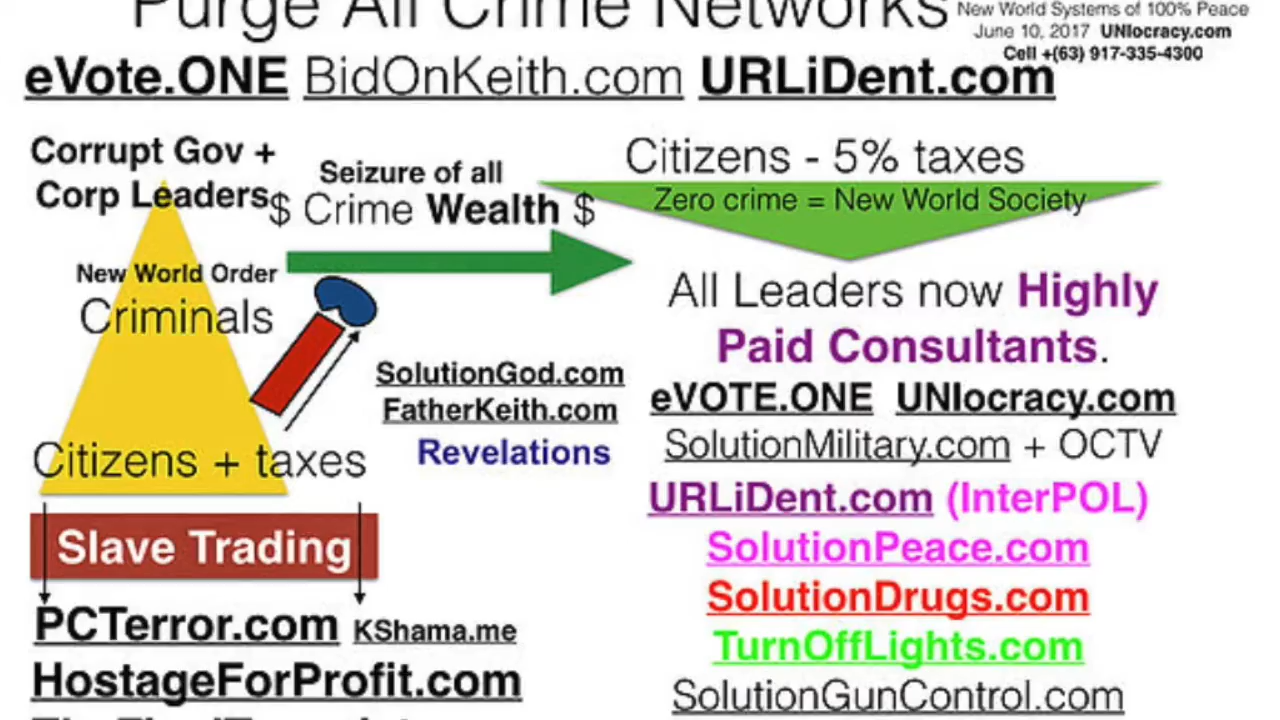 Purge All Crime Networks
New World Systems of 100% Peace
June 10, 2017 UNIocracy.com
Cell +(63) 917-335-4300
eVote.ONE BidOnKeith.com URLiDent.com
Corrupt Gov +
Corp Leaders
Seizure of all
$ Crime Wealth $
New World Order
Criminals
Citizens + taxes
SolutionGod.com
FatherKeith.com
Revelations
Slave Trading
PCTerror.com KShama.me
HostageForProfit.com
Citizens - 5% taxes
Zero crime = New World Society
All Leaders now Highly
Paid Consultants.
eVOTE.ONE UNIocracy.com
SolutionMilitary.com + OCTV
URLiDent.com (InterPOL)
SolutionPeace.com
SolutionDrugs.com
TurnOffLights.com
SolutionGunControl.com